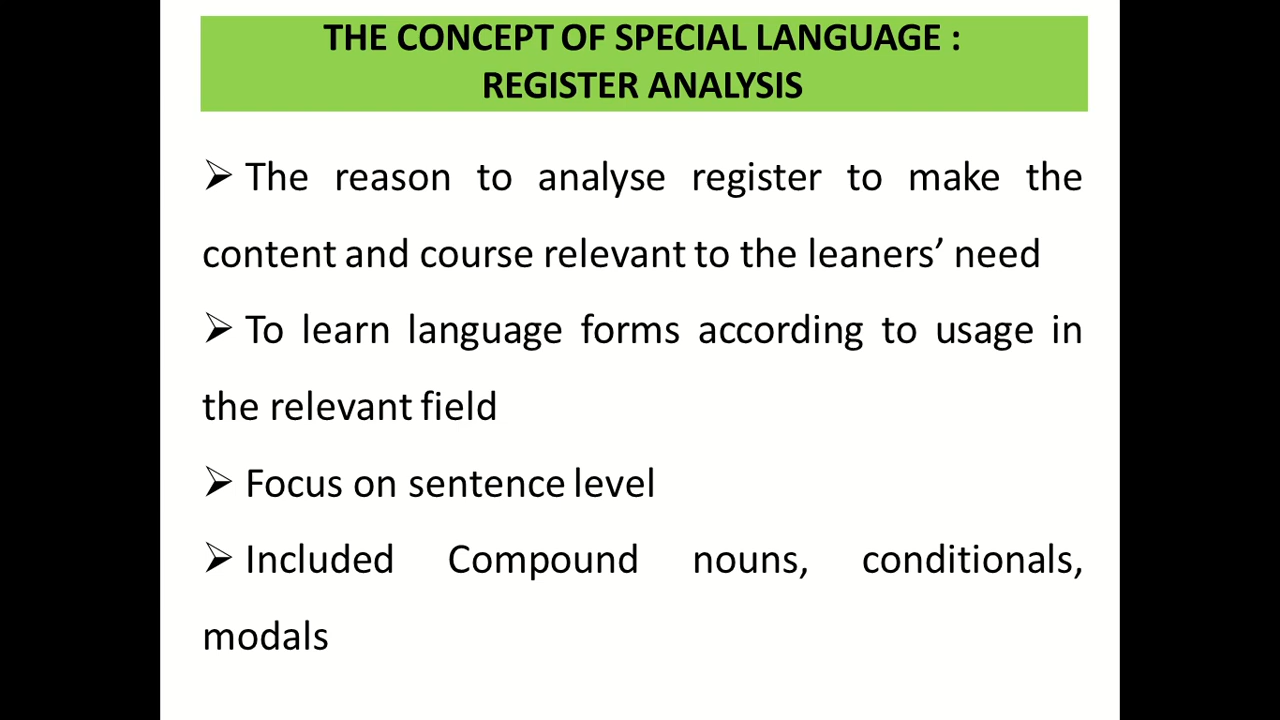 THE CONCEPT OF SPECIAL LANGUAGE :
REGISTER ANALYSIS
➢ The reason to analyse register to make the
content and course relevant to the leaners’ need
➢ To learn language forms according to usage in
the relevant field
➢ Focus on sentence level
➢ Included Compound nouns, conditionals,
modals